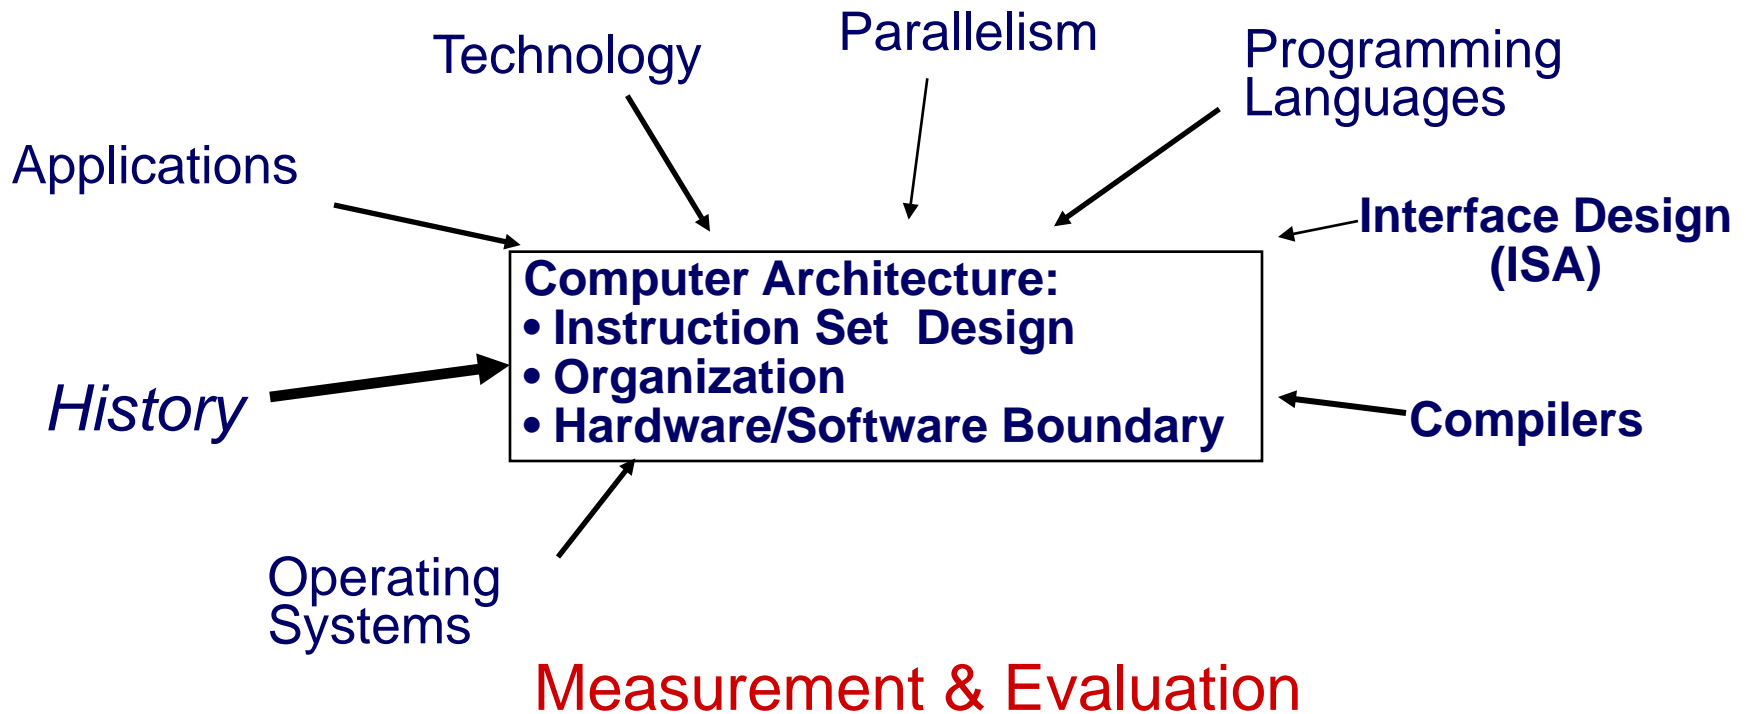 Parallelism
Technology
Programming
Languages
Applications
Interface Design
(ISA)
Computer Architecture:
• Instruction Set  Design
• Organization
• Hardware/Software Boundary
History
Compilers
Operating
Systems
Measurement & Evaluation